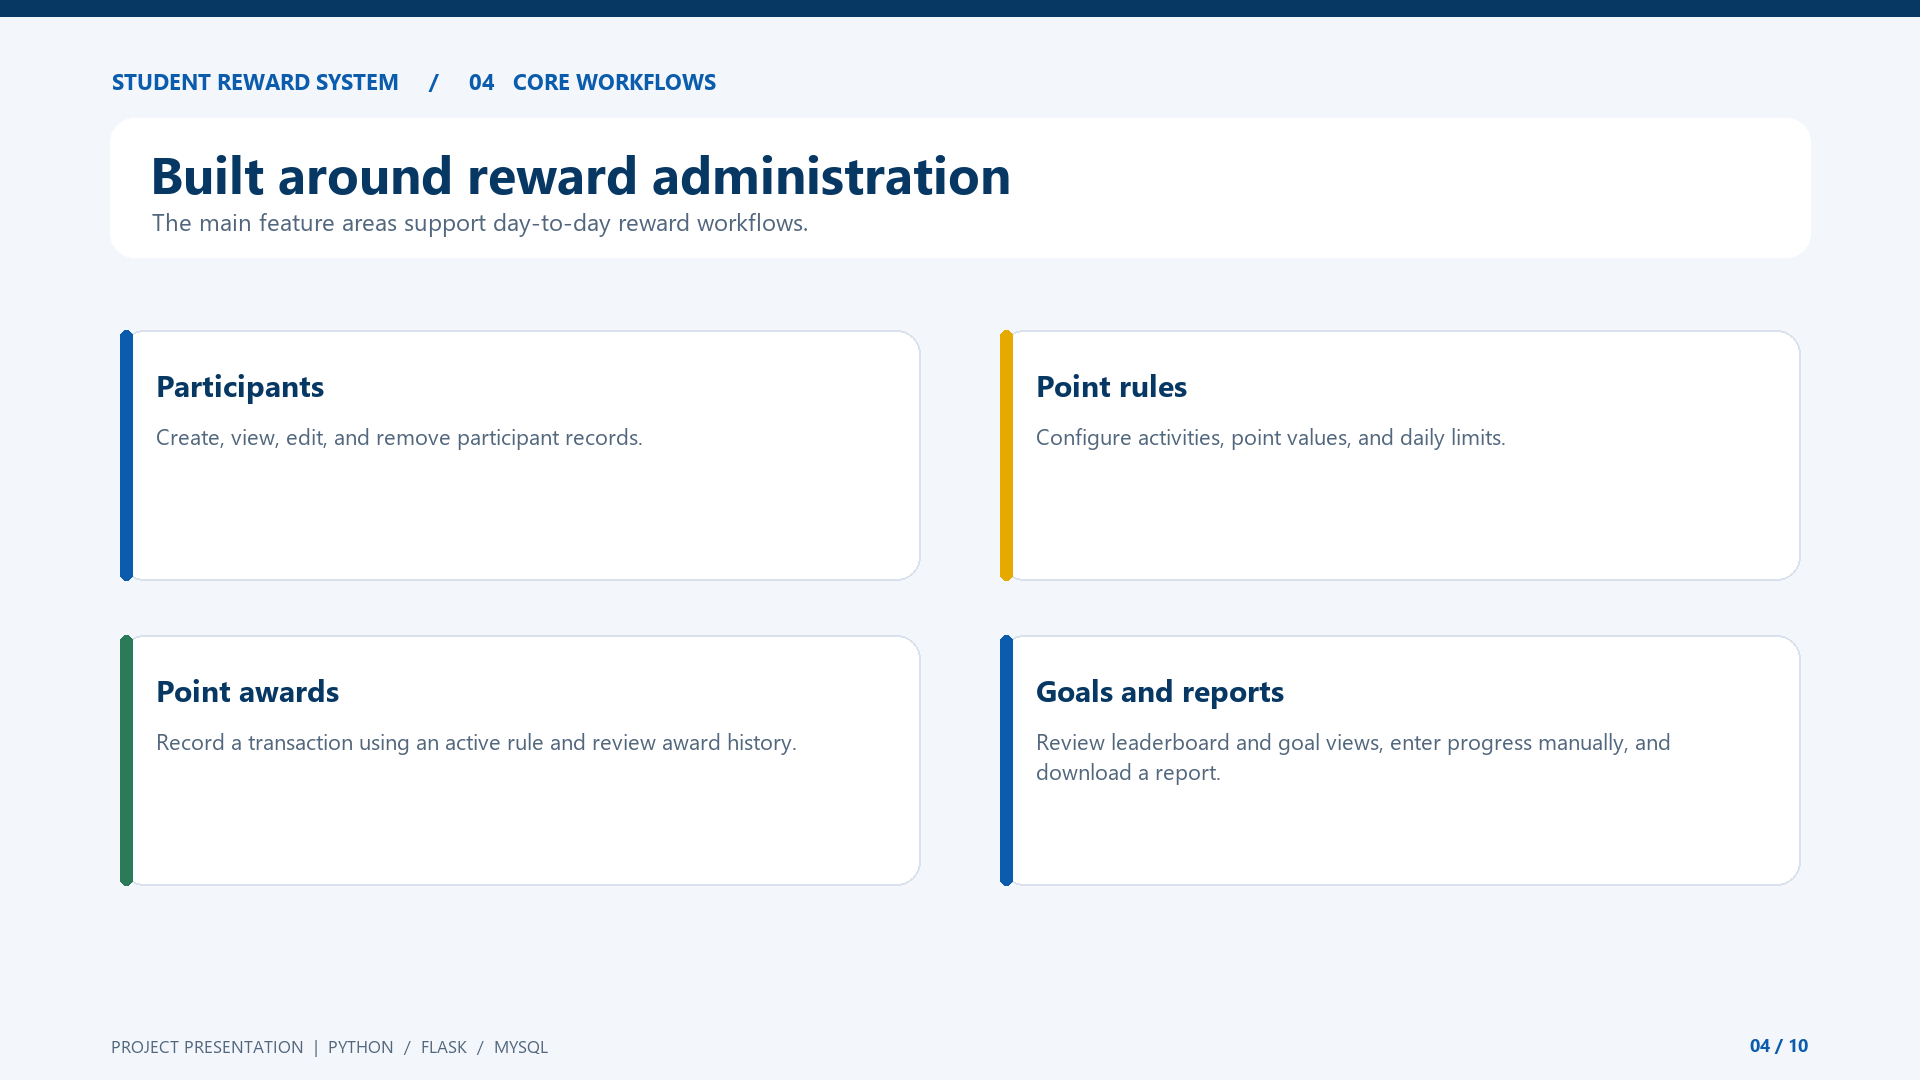 STUDENT REWARD SYSTEM / 04 CORE WORKFLOWS
Built around reward administration
The main feature areas support day-to-day reward workflows.
Participants
Create, view, edit, and remove participant records.
Point rules
Configure activities, point values, and daily limits.
Point awards
Record a transaction using an active rule and review award history.
Goals and reports
Review leaderboard and goal views, enter progress manually, and
download a report.
PROJECT PRESENTATION | PYTHON / FLASK / MYSQL
04 / 10